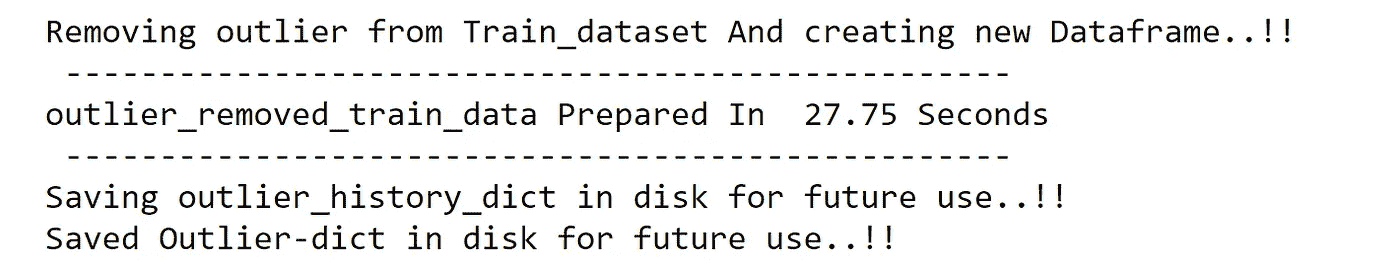 Removing outlier from Train_dataset And creating new Dataframe..!!
--------------------------------------------------
outlier_removed_train_data Prepared In  27.75 Seconds
--------------------------------------------------
Saving outlier_history_dict in disk for future use..!!
Saved Outlier-dict in disk for future use..!!